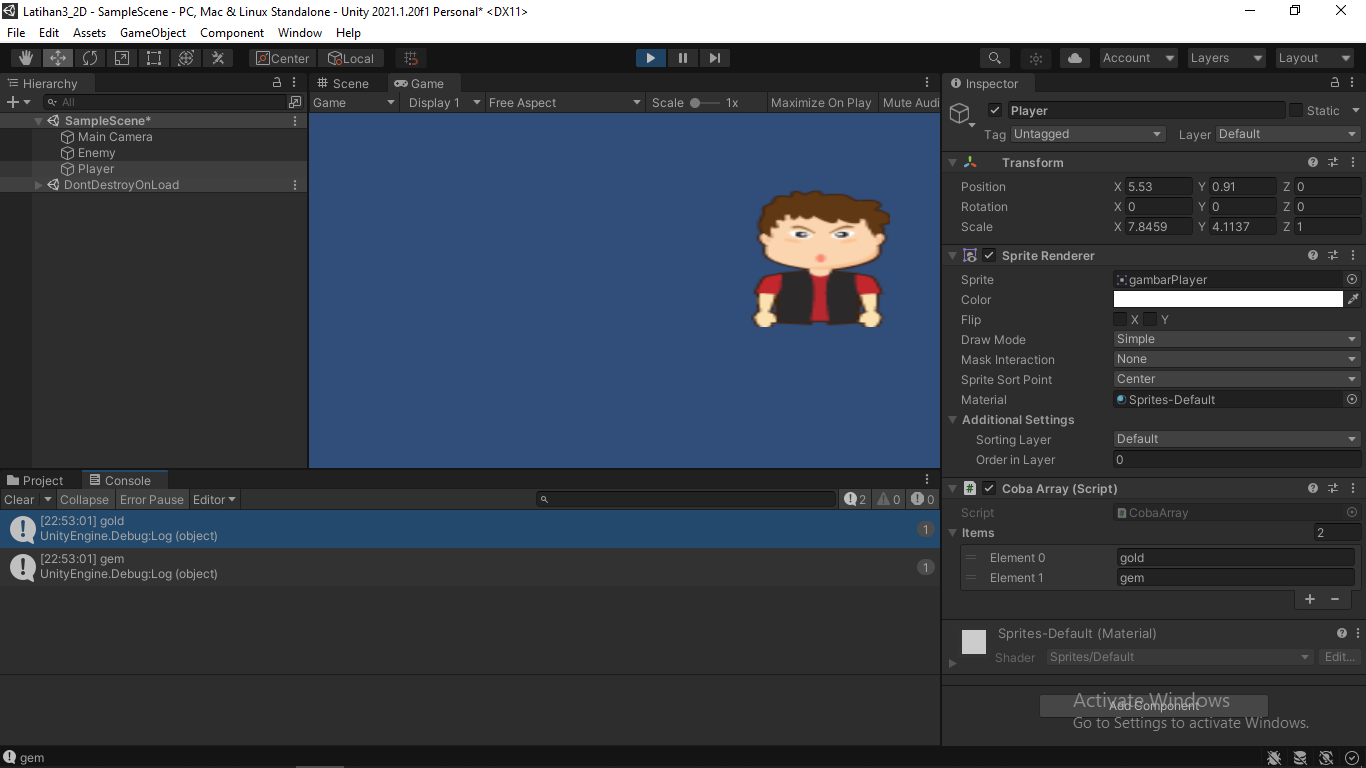 Latihan3_2D - SampleScene - PC, Mac & Linux Standalone - Unity 2021.1.20f1 Personal* <DX11>
File Edit Assets GameObject Component Window Help
Center Local Account Layers Layout
Hierarchy
All
SampleScene*
Main Camera
Enemy
Player
DontDestroyOnLoad
Scene Game
Game Display 1 Free Aspect Scale 1x Maximize On Play Mute Audi
Inspector
Player Static
Tag Untagged Layer Default
Transform
Position X 5.53 Y 0.91 Z 0
Rotation X 0 Y 0 Z 0
Scale X 7.8459 Y 4.1137 Z 1
Sprite Renderer
Sprite gambarPlayer
Color
Flip X Y
Draw Mode Simple
Mask Interaction None
Sprite Sort Point Center
Material Sprites-Default
Additional Settings
Sorting Layer Default
Order in Layer 0
Coba Array (Script)
Script CobaArray
Items 2
Element 0 gold
Element 1 gem
+ −
Sprites-Default (Material)
Shader Sprites/Default Edit...
Add Component
Activate Windows
Go to Settings to activate Windows.
Project Console
Clear Collapse Error Pause Editor 2 0 0
[22:53:01] gold
UnityEngine.Debug:Log (object) 1
[22:53:01] gem
UnityEngine.Debug:Log (object) 1
gem